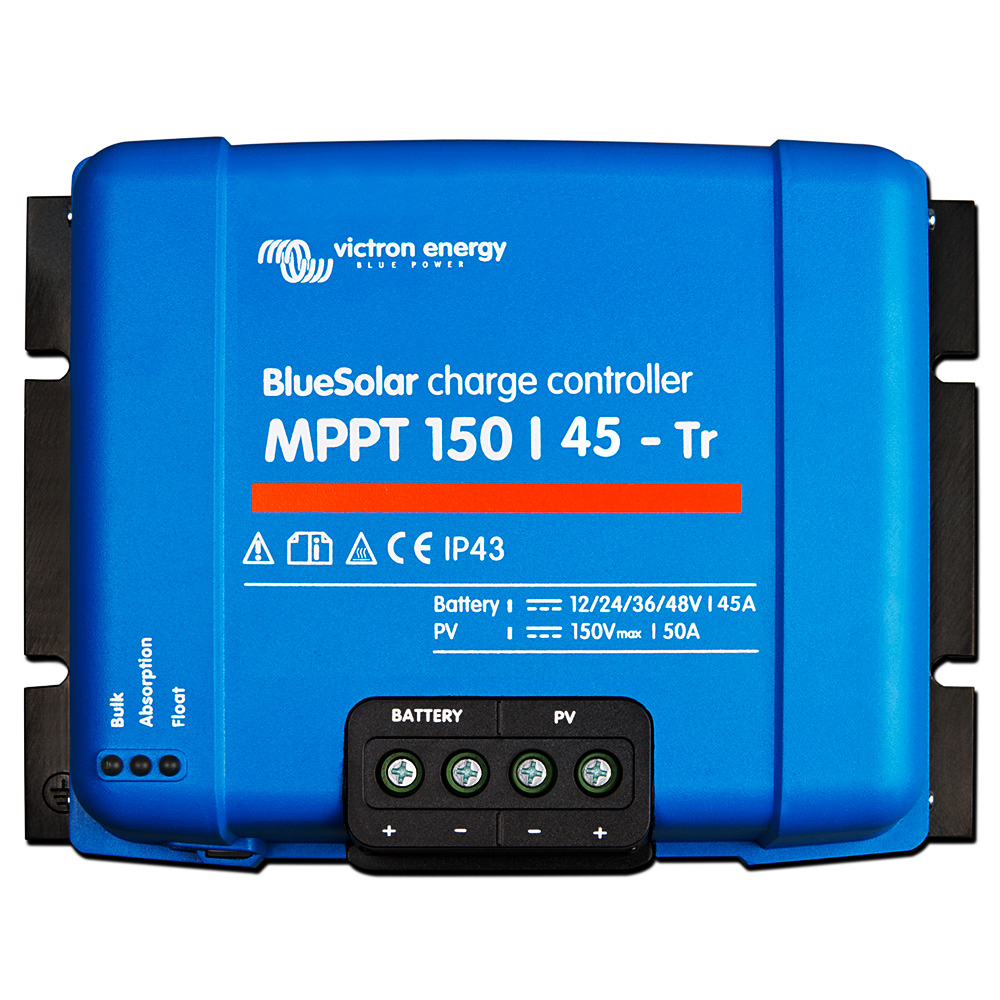 victron energy
BLUE POWER
BlueSolar charge controller
MPPT 150 | 45 - Tr
CE IP43
Battery 12/24/36/48V | 45A
PV 150Vmax | 50A
Bulk
Absorption
Float
BATTERY PV
+ - - +